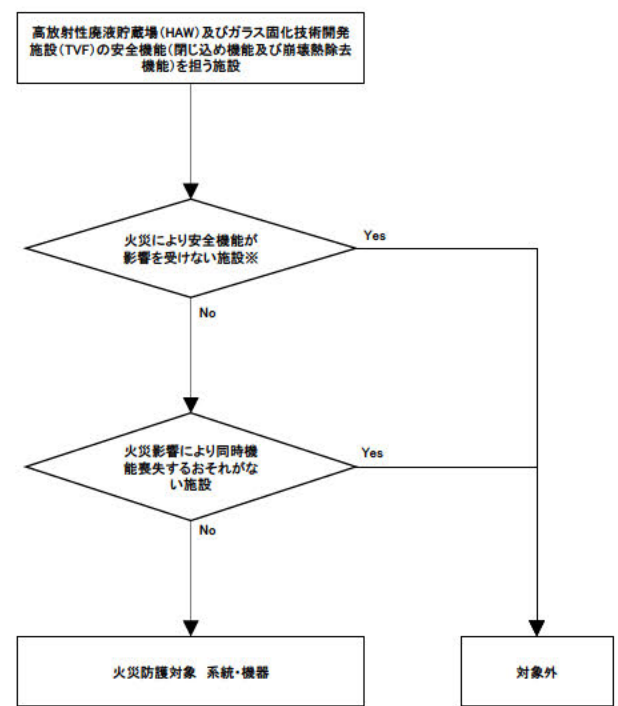 高放射性廃液貯蔵場(HAW)及びガラス固化技術開発
施設(TVF)の安全機能(閉じ込め機能及び崩壊熱除去
機能)を担う施設
火災により安全機能が
影響を受けない施設※
Yes
No
火災影響により同時機
能喪失するおそれがな
い施設
Yes
No
火災防護対象 系統・機器
対象外